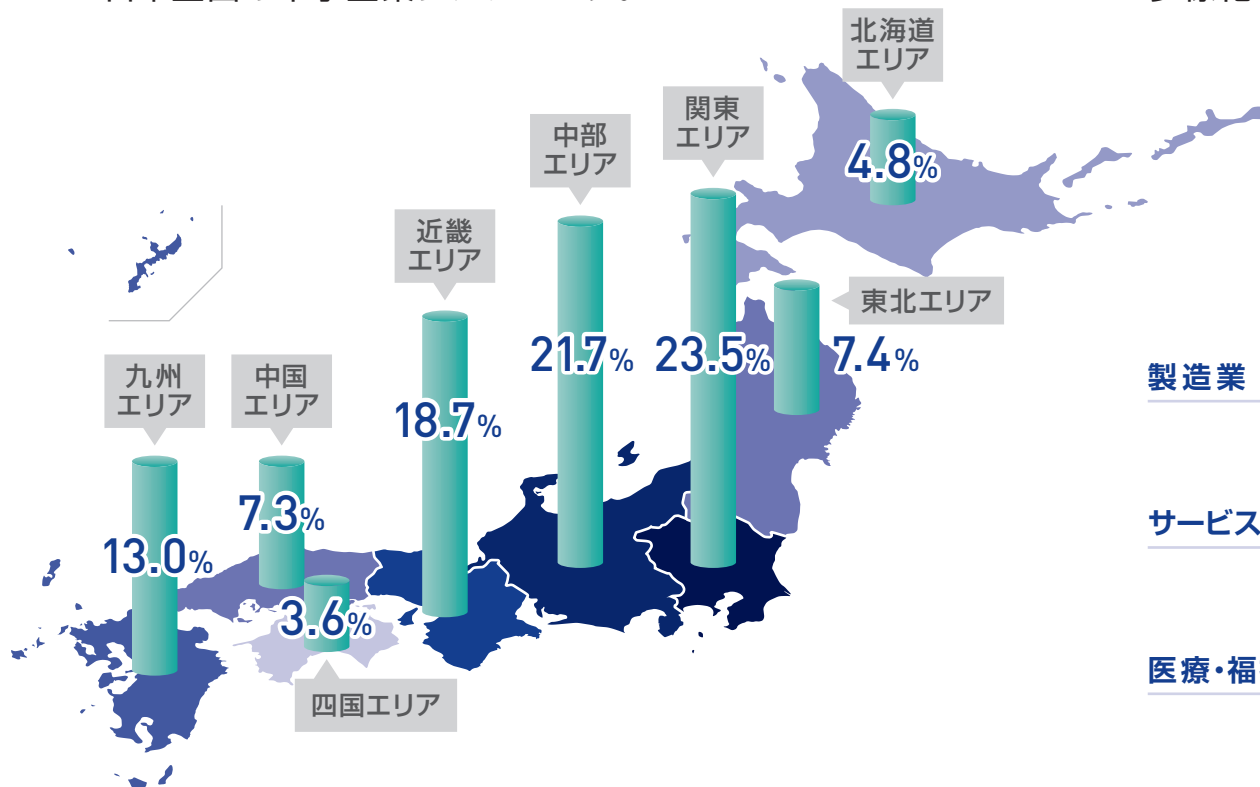 北海道
エリア
4.8%
関東
エリア
23.5%
中部
エリア
21.7%
近畿
エリア
18.7%
東北エリア
7.4%
九州
エリア
13.0%
中国
エリア
7.3%
3.6%
四国エリア
製造業
サービス
医療・福